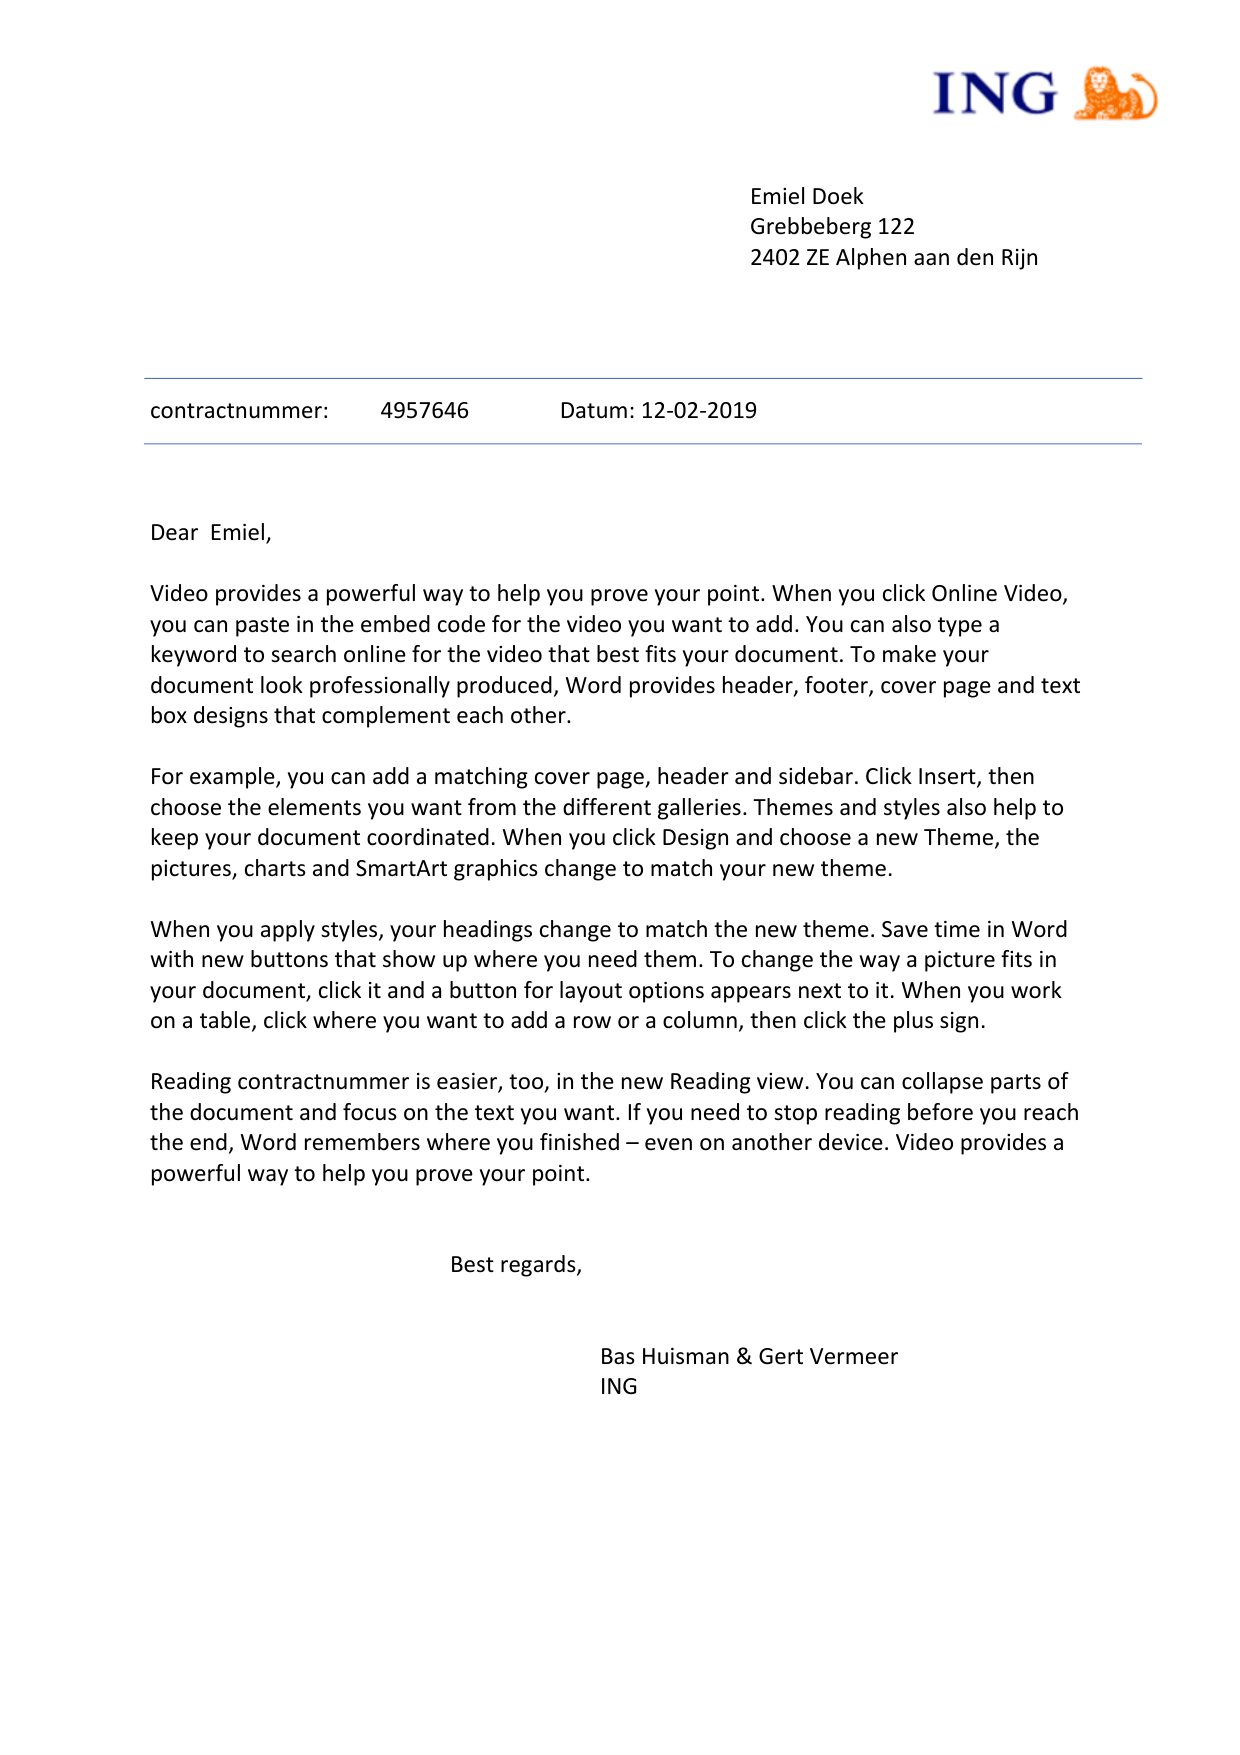 ING
Emiel Doek
Grebbeberg 122
2402 ZE Alphen aan den Rijn
contractnummer: 4957646 Datum: 12-02-2019
Dear  Emiel,
Video provides a powerful way to help you prove your point. When you click Online Video,
you can paste in the embed code for the video you want to add. You can also type a
keyword to search online for the video that best fits your document. To make your
document look professionally produced, Word provides header, footer, cover page and text
box designs that complement each other.
For example, you can add a matching cover page, header and sidebar. Click Insert, then
choose the elements you want from the different galleries. Themes and styles also help to
keep your document coordinated. When you click Design and choose a new Theme, the
pictures, charts and SmartArt graphics change to match your new theme.
When you apply styles, your headings change to match the new theme. Save time in Word
with new buttons that show up where you need them. To change the way a picture fits in
your document, click it and a button for layout options appears next to it. When you work
on a table, click where you want to add a row or a column, then click the plus sign.
Reading contractnummer is easier, too, in the new Reading view. You can collapse parts of
the document and focus on the text you want. If you need to stop reading before you reach
the end, Word remembers where you finished – even on another device. Video provides a
powerful way to help you prove your point.
Best regards,
Bas Huisman & Gert Vermeer
ING